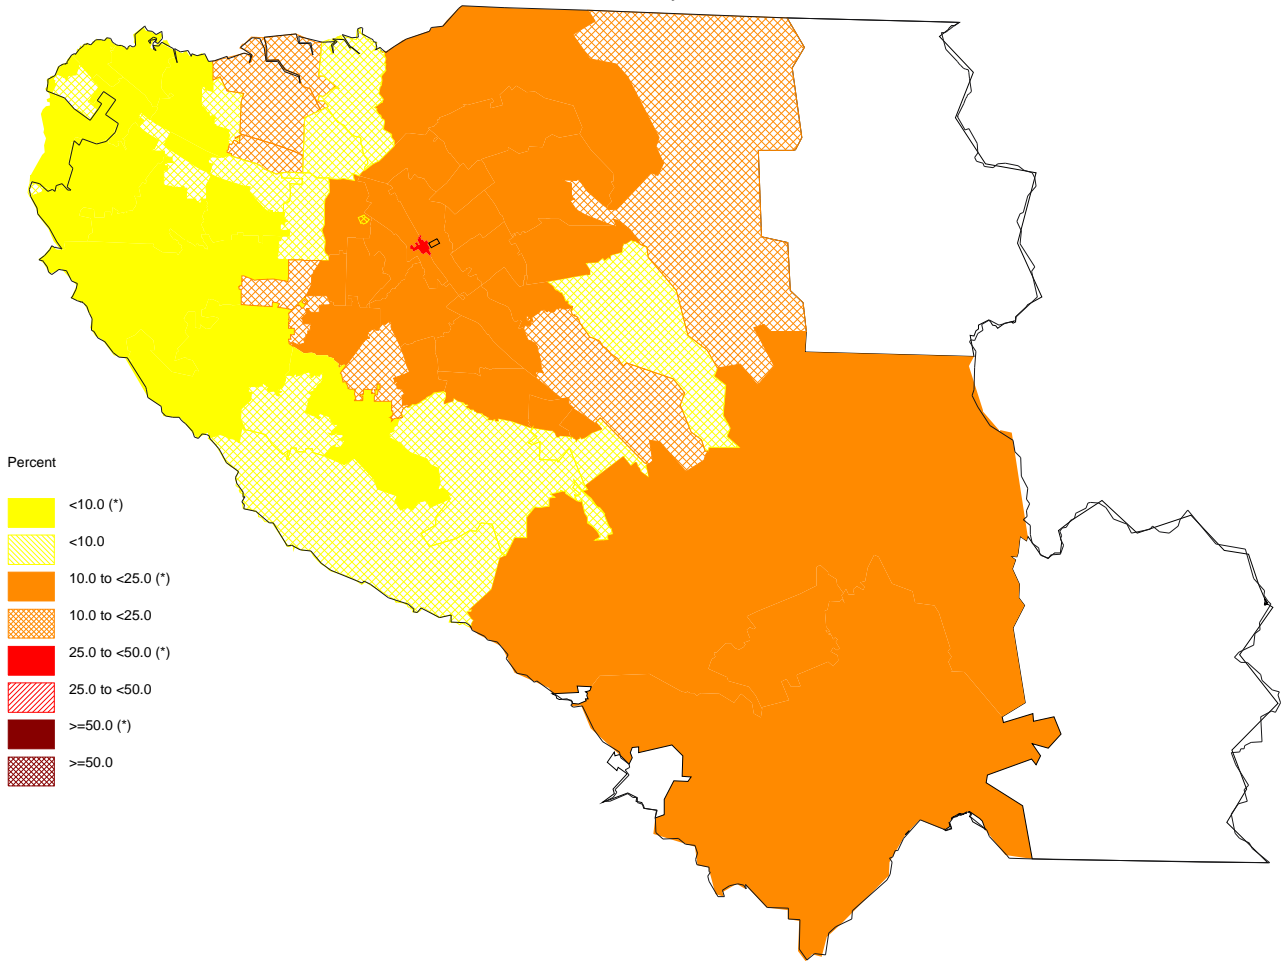 Percent
<10.0 (*)
<10.0
10.0 to <25.0 (*)
10.0 to <25.0
25.0 to <50.0 (*)
25.0 to <50.0
>=50.0 (*)
>=50.0